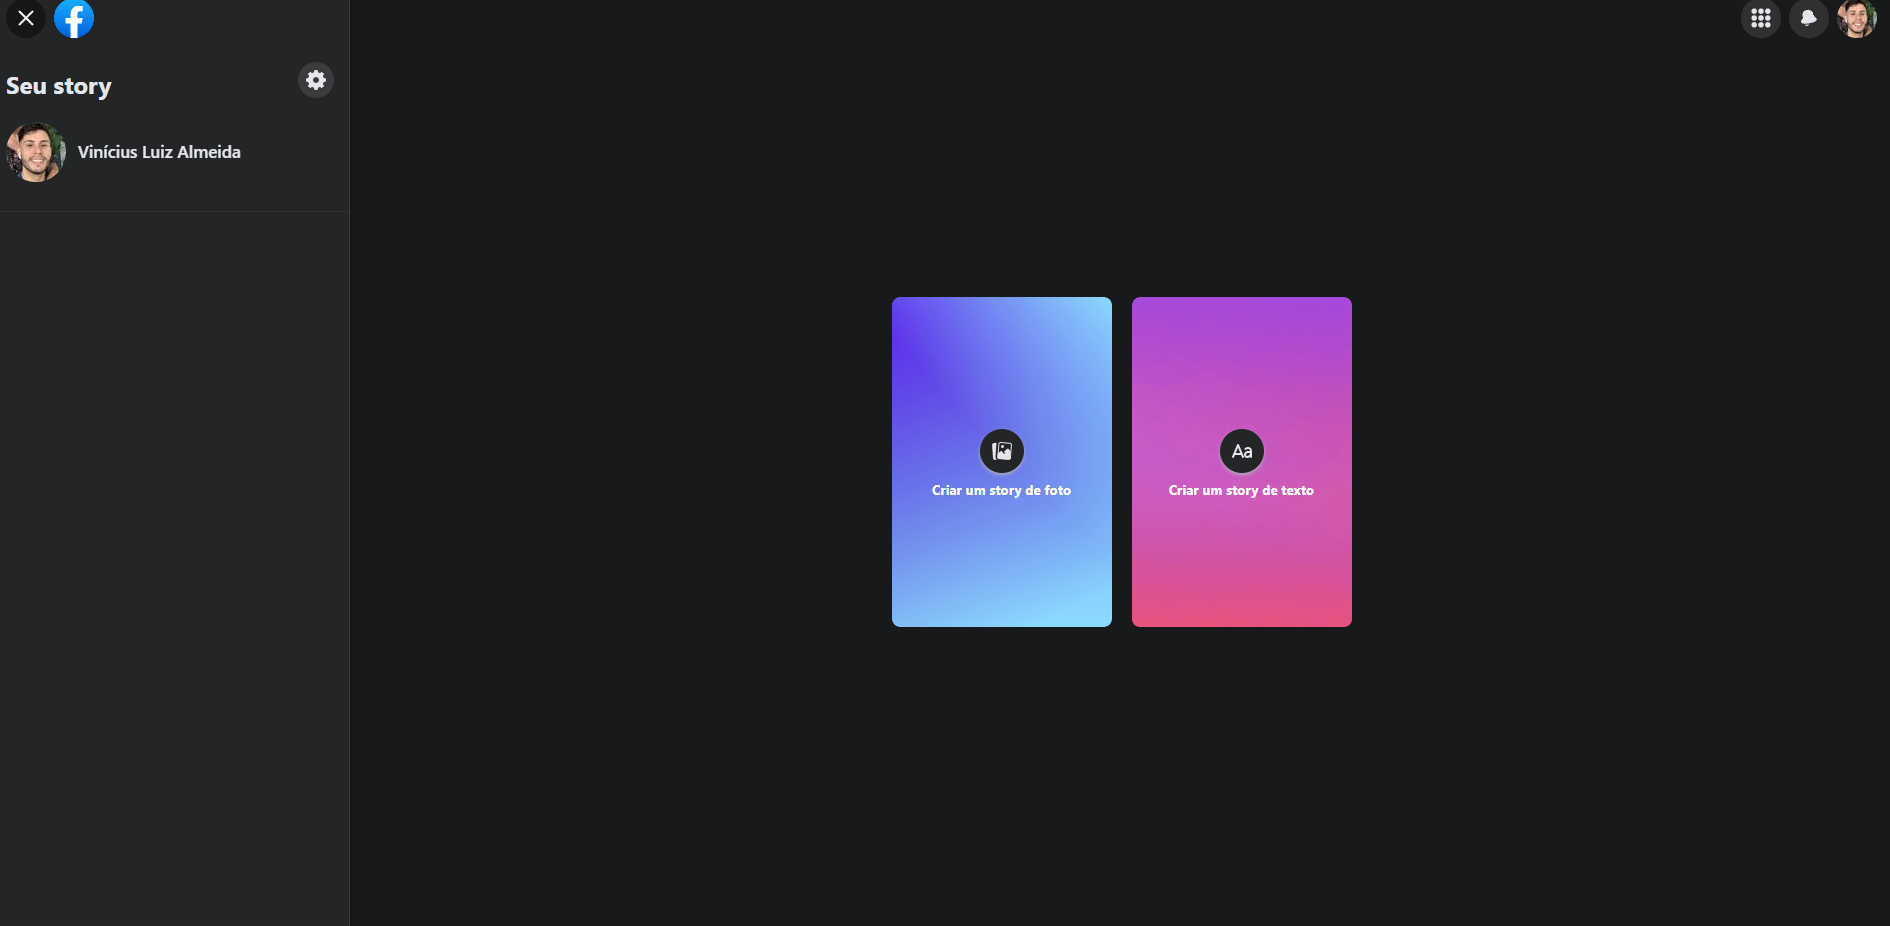 Seu story
Vinícius Luiz Almeida
Criar um story de foto
Aa
Criar um story de texto